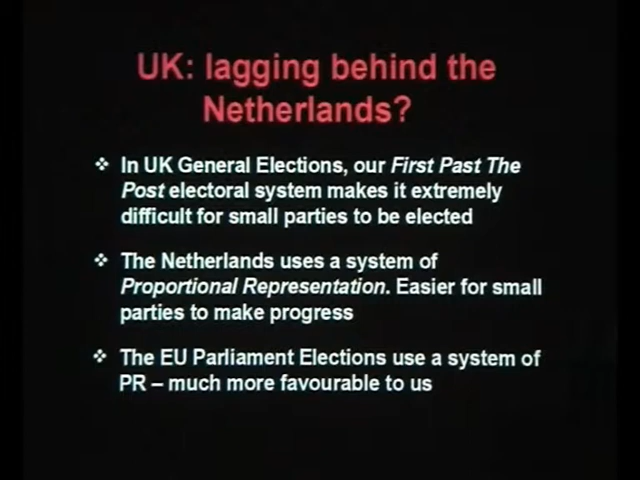 UK: lagging behind the
Netherlands?
❖ In UK General Elections, our First Past The
Post electoral system makes it extremely
difficult for small parties to be elected
❖ The Netherlands uses a system of
Proportional Representation. Easier for small
parties to make progress
❖ The EU Parliament Elections use a system of
PR – much more favourable to us